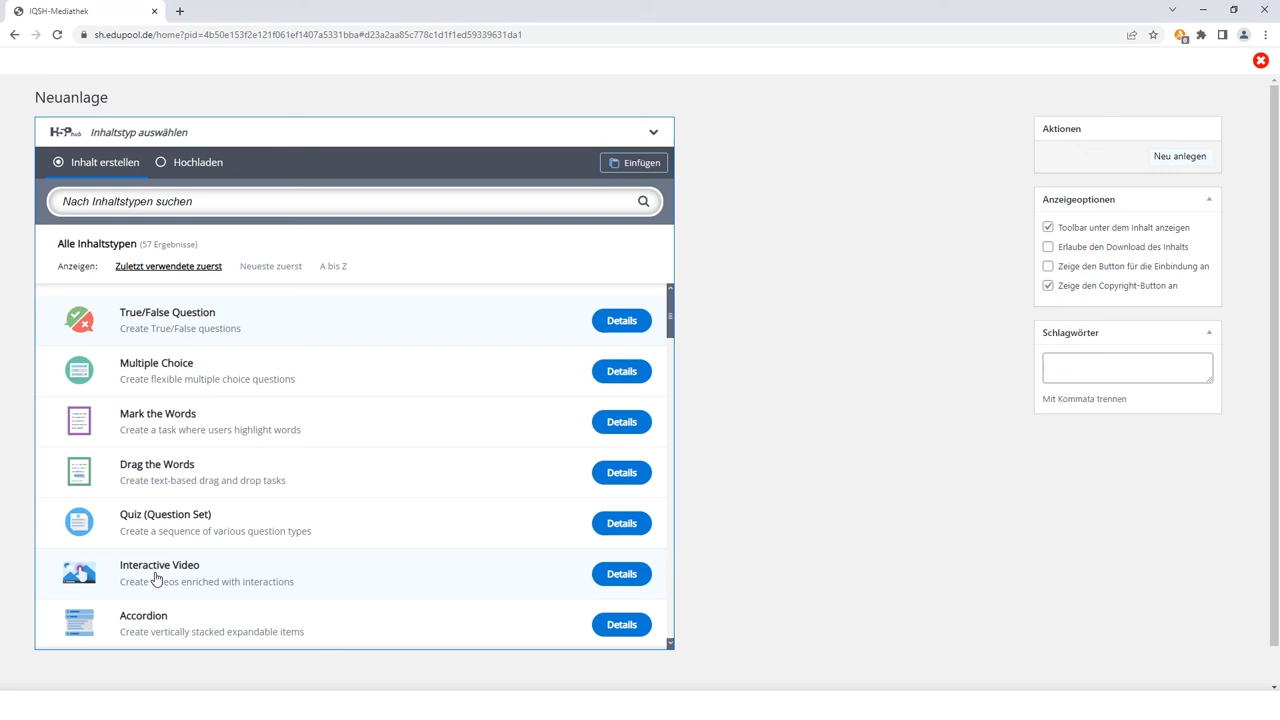 IQSH-Mediathek
sh.edupool.de/home?pid=4b50e153f2e121f061ef1407a5331bba#d23a2aa85c778c1d1f1ed59339631da1
Neuanlage
H5P hub Inhaltstyp auswählen
Inhalt erstellen Hochladen Einfügen
Nach Inhaltstypen suchen
Alle Inhaltstypen (57 Ergebnisse)
Anzeigen: Zuletzt verwendete zuerst Neueste zuerst A bis Z
True/False Question
Create True/False questions
Details
Multiple Choice
Create flexible multiple choice questions
Details
Mark the Words
Create a task where users highlight words
Details
Drag the Words
Create text-based drag and drop tasks
Details
Quiz (Question Set)
Create a sequence of various question types
Details
Interactive Video
Create videos enriched with interactions
Details
Accordion
Create vertically stacked expandable items
Details
Aktionen
Neu anlegen
Anzeigeoptionen
Toolbar unter dem Inhalt anzeigen
Erlaube den Download des Inhalts
Zeige den Button für die Einbindung an
Zeige den Copyright-Button an
Schlagwörter
Mit Kommata trennen